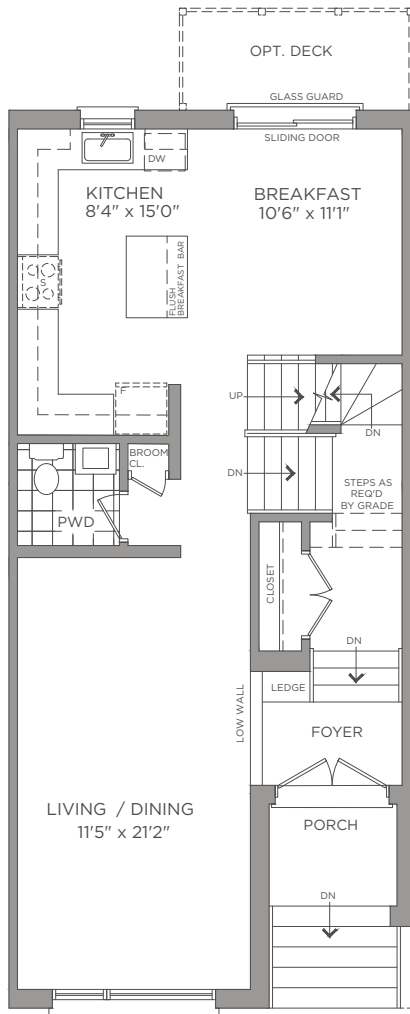 OPT. DECK
GLASS GUARD
SLIDING DOOR
DW
KITCHEN
8'4" x 15'0"
BREAKFAST
10'6" x 11'1"
FLUSH
BREAKFAST BAR
S
F
UP
DN
DN
BROOM
CL.
PWD
STEPS AS
REQ'D
BY GRADE
CLOSET
DN
LEDGE
LOW WALL
FOYER
LIVING / DINING
11'5" x 21'2"
PORCH
DN